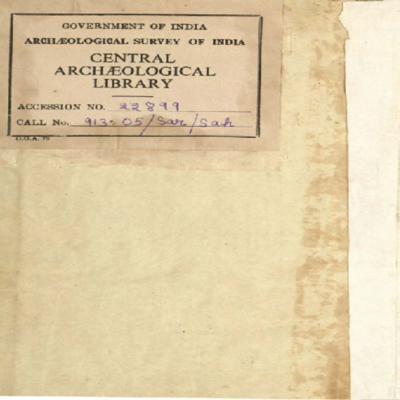 GOVERNMENT OF INDIA
ARCHÆOLOGICAL SURVEY OF INDIA
CENTRAL
ARCHÆOLOGICAL
LIBRARY
ACCESSION NO. 22899
CALL No. 913.05/Sar/Sah
D.G.A. 79